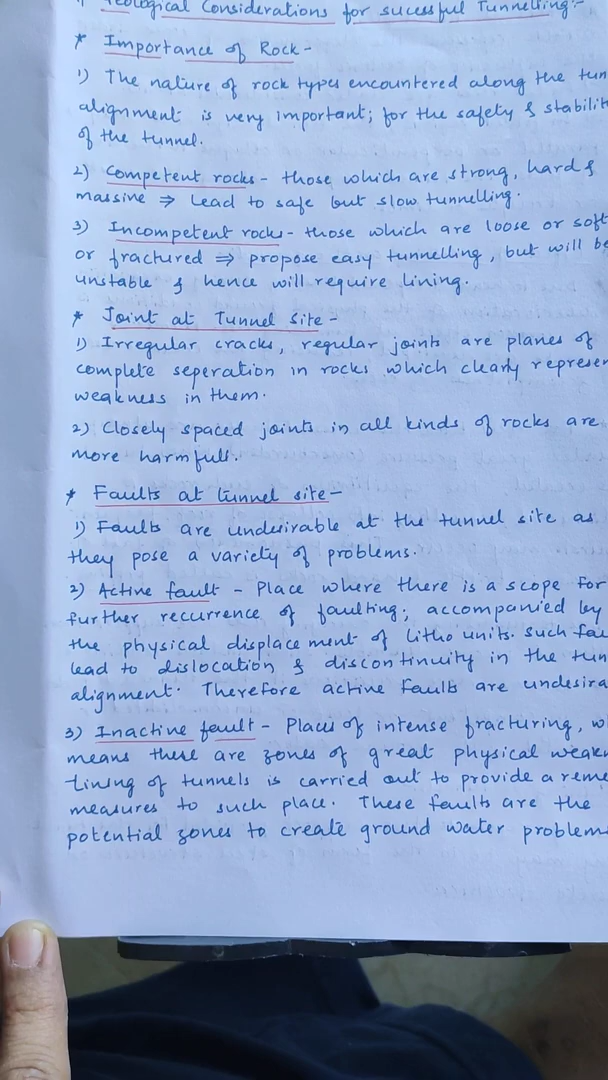 Geological Considerations for sucessful Tunnelling:-
* Importance of Rock -
1) The nature of rock types encountered along the tun
alignment is very important; for the safety & stabilit
of the tunnel.
2) Competent rocks - those which are strong, hard &
massive ⇒ Lead to safe but slow tunnelling.
3) Incompetent rocks - those which are loose or soft
or fractured ⇒ propose easy tunnelling, but will be
unstable & hence will require lining.
* Joint at Tunnel Site -
1) Irregular cracks, regular joints are planes of
complete seperation in rocks which clearly represen
weakness in them.
2) Closely spaced joints in all kinds of rocks are
more harmfull.
* Faults at tunnel site -
1) Faults are undesirable at the tunnel site as
they pose a variety of problems.
2) Active fault - Place where there is a scope for
further recurrence of faulting; accompanied by
the physical displacement of Litho units. such fau
lead to dislocation & discontinuity in the tun
alignment. Therefore active faults are undesira
3) Inactive fault - Places of intense fracturing, w
means there are zones of great physical weakn
Lining of tunnels is carried out to provide a reme
measures to such place. These faults are the
potential zones to create ground water problems